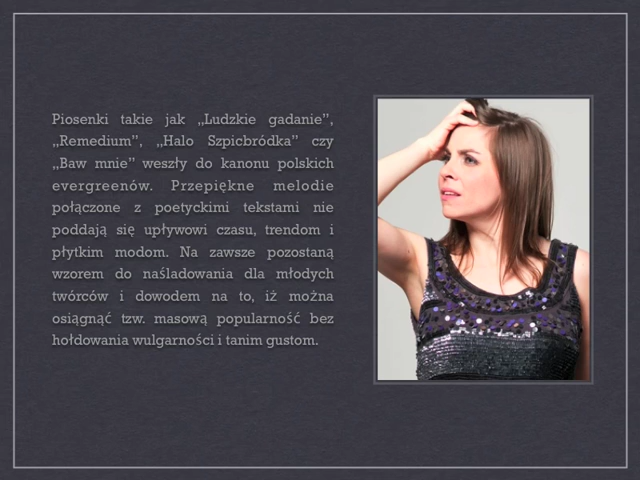 Piosenki takie jak „Ludzkie gadanie”,
„Remedium”, „Halo Szpicbródka” czy
„Baw mnie” weszły do kanonu polskich
evergreenów. Przepiękne melodie
połączone z poetyckimi tekstami nie
poddają się upływowi czasu, trendom i
płytkim modom. Na zawsze pozostaną
wzorem do naśladowania dla młodych
twórców i dowodem na to, iż można
osiągnąć tzw. masową popularność bez
hołdowania wulgarności i tanim gustom.